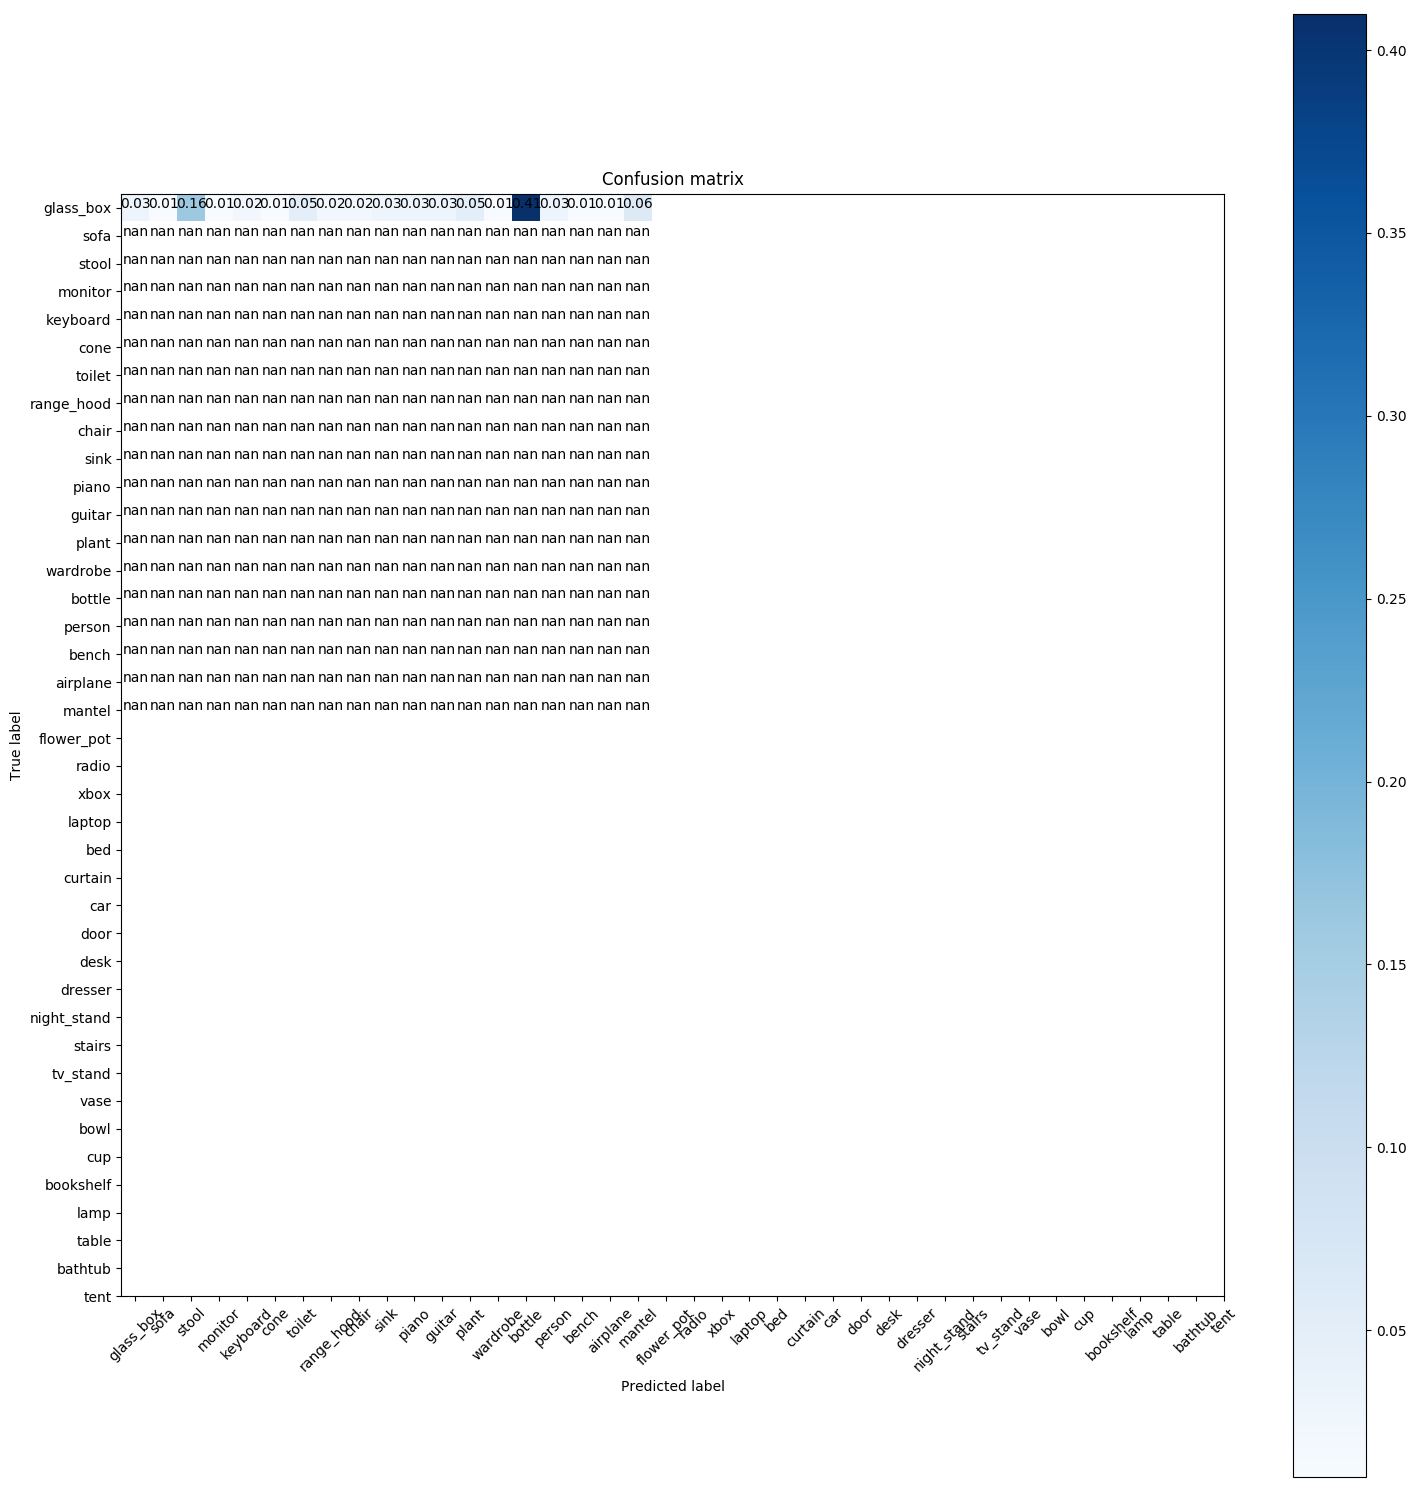 Confusion matrix
glass_box 0.03 0.01 0.16 0.01 0.02 0.01 0.05 0.02 0.02 0.03 0.03 0.03 0.05 0.01 0.41 0.03 0.01 0.01 0.06
sofa nan nan nan nan nan nan nan nan nan nan nan nan nan nan nan nan nan nan nan
stool nan nan nan nan nan nan nan nan nan nan nan nan nan nan nan nan nan nan nan
monitor nan nan nan nan nan nan nan nan nan nan nan nan nan nan nan nan nan nan nan
keyboard nan nan nan nan nan nan nan nan nan nan nan nan nan nan nan nan nan nan nan
cone nan nan nan nan nan nan nan nan nan nan nan nan nan nan nan nan nan nan nan
toilet nan nan nan nan nan nan nan nan nan nan nan nan nan nan nan nan nan nan nan
range_hood nan nan nan nan nan nan nan nan nan nan nan nan nan nan nan nan nan nan nan
chair nan nan nan nan nan nan nan nan nan nan nan nan nan nan nan nan nan nan nan
sink nan nan nan nan nan nan nan nan nan nan nan nan nan nan nan nan nan nan nan
piano nan nan nan nan nan nan nan nan nan nan nan nan nan nan nan nan nan nan nan
guitar nan nan nan nan nan nan nan nan nan nan nan nan nan nan nan nan nan nan nan
plant nan nan nan nan nan nan nan nan nan nan nan nan nan nan nan nan nan nan nan
wardrobe nan nan nan nan nan nan nan nan nan nan nan nan nan nan nan nan nan nan nan
bottle nan nan nan nan nan nan nan nan nan nan nan nan nan nan nan nan nan nan nan
person nan nan nan nan nan nan nan nan nan nan nan nan nan nan nan nan nan nan nan
bench nan nan nan nan nan nan nan nan nan nan nan nan nan nan nan nan nan nan nan
airplane nan nan nan nan nan nan nan nan nan nan nan nan nan nan nan nan nan nan nan
mantel nan nan nan nan nan nan nan nan nan nan nan nan nan nan nan nan nan nan nan
flower_pot
radio
xbox
laptop
bed
curtain
car
door
desk
dresser
night_stand
stairs
tv_stand
vase
bowl
cup
bookshelf
lamp
table
bathtub
tent
True label
glass_box sofa stool monitor keyboard cone toilet range_hood chair sink piano guitar plant wardrobe bottle person bench airplane mantel flower_pot radio xbox laptop bed curtain car door desk dresser night_stand stairs tv_stand vase bowl cup bookshelf lamp table bathtub tent
Predicted label
0.40
0.35
0.30
0.25
0.20
0.15
0.10
0.05